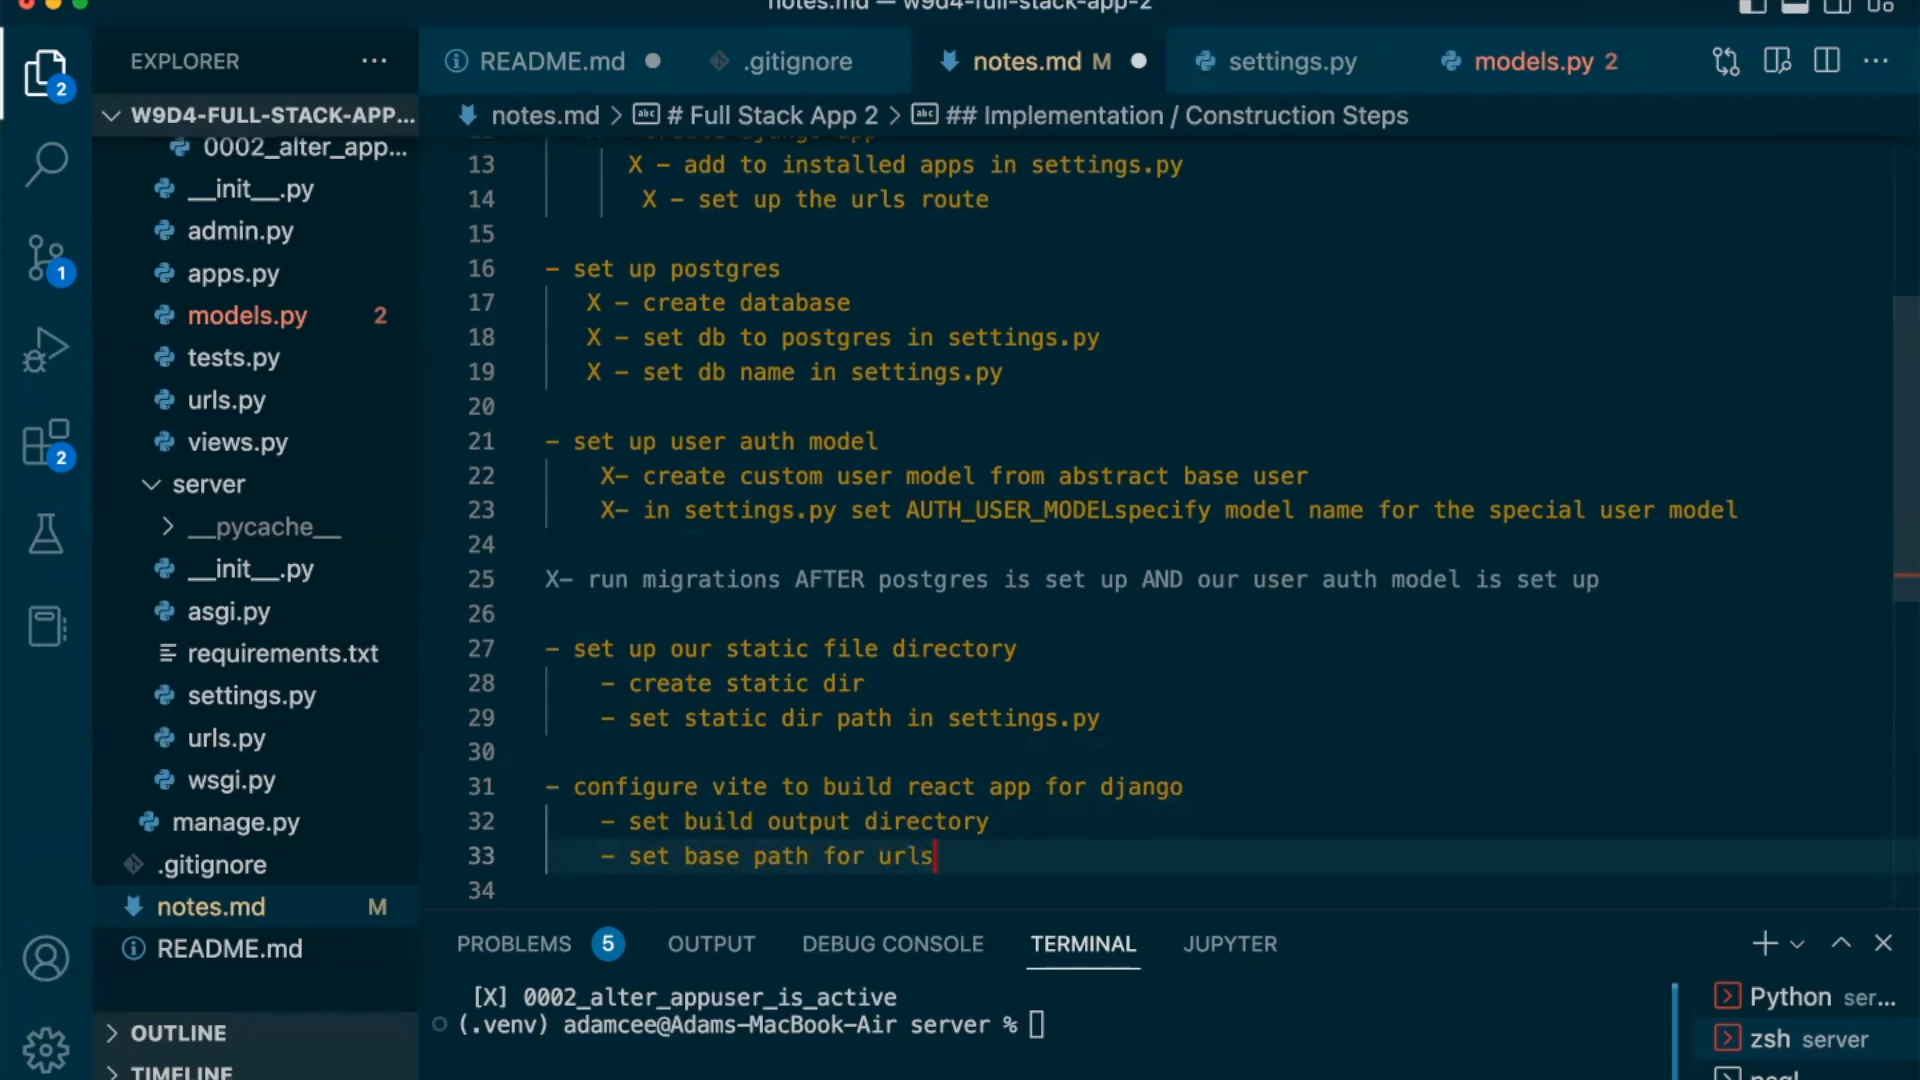 notes.md — w9d4-full-stack-app-2
EXPLORER
README.md
.gitignore
notes.md M
settings.py
models.py 2
W9D4-FULL-STACK-APP...
notes.md > # Full Stack App 2 > ## Implementation / Construction Steps
0002_alter_app...
__init__.py
admin.py
apps.py
models.py 2
tests.py
urls.py
views.py
server
__pycache__
__init__.py
asgi.py
requirements.txt
settings.py
urls.py
wsgi.py
manage.py
.gitignore
notes.md M
README.md
OUTLINE
TIMELINE
2
1
2
13 X - add to installed apps in settings.py
14 X - set up the urls route
15
16 - set up postgres
17 X - create database
18 X - set db to postgres in settings.py
19 X - set db name in settings.py
20
21 - set up user auth model
22 X- create custom user model from abstract base user
23 X- in settings.py set AUTH_USER_MODELspecify model name for the special user model
24
25 X- run migrations AFTER postgres is set up AND our user auth model is set up
26
27 - set up our static file directory
28 - create static dir
29 - set static dir path in settings.py
30
31 - configure vite to build react app for django
32 - set build output directory
33 - set base path for urls
34
PROBLEMS 5 OUTPUT DEBUG CONSOLE TERMINAL JUPYTER
[X] 0002_alter_appuser_is_active
(.venv) adamcee@Adams-MacBook-Air server %
Python ser...
zsh server